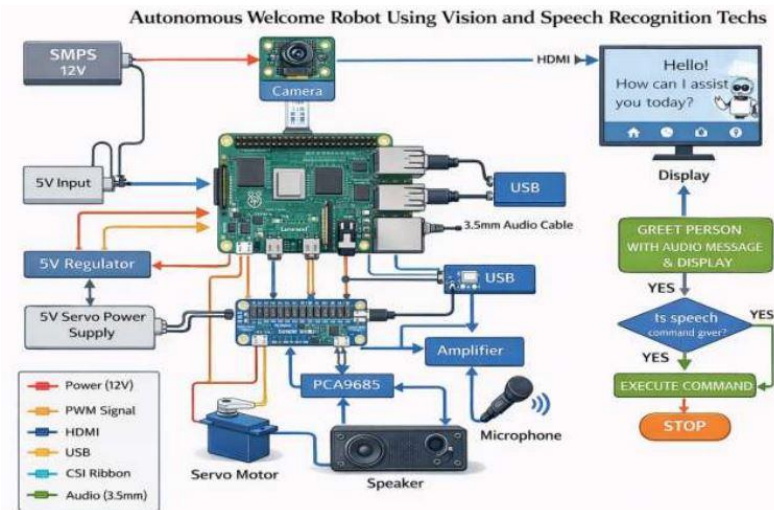 Autonomous Welcome Robot Using Vision and Speech Recognition Techs
SMPS
12V
Camera
HDMI
Hello!
How can I assist
you today?
Display
5V Input
USB
3.5mm Audio Cable
5V Regulator
5V Servo Power
Supply
USB
Amplifier
PCA9685
Microphone
Servo Motor
Speaker
GREET PERSON
WITH AUDIO MESSAGE
& DISPLAY
YES
Is speech
command giver?
YES
YES
EXECUTE COMMAND
STOP
Power (12V)
PWM Signal
HDMI
USB
CSI Ribbon
Audio (3.5mm)